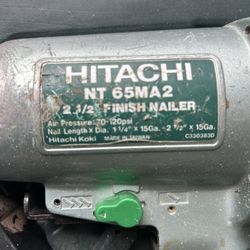 HITACHI
NT 65MA2
2 1/2" FINISH NAILER
Air Pressure:70-120psi
Nail Length x Dia. 1 1/4" x 15Ga. - 2 1/2" x 15Ga.
Hitachi Koki MADE IN TAIWAN C330383D